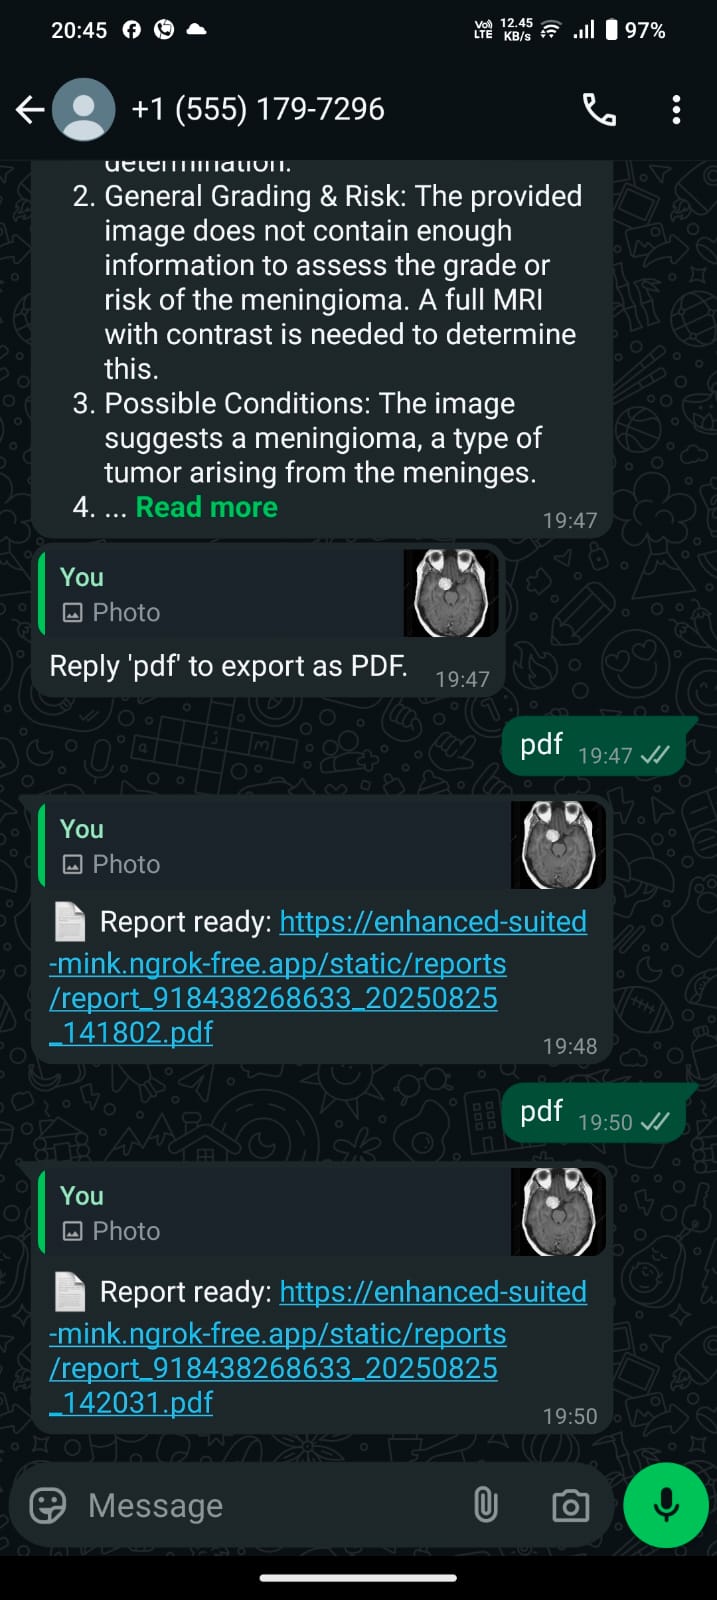 20:45
Vo) LTE 12.45 KB/s 97%
+1 (555) 179-7296
determination.
2. General Grading & Risk: The provided
image does not contain enough
information to assess the grade or
risk of the meningioma. A full MRI
with contrast is needed to determine
this.
3. Possible Conditions: The image
suggests a meningioma, a type of
tumor arising from the meninges.
4. ... Read more
19:47
You
Photo
Reply 'pdf' to export as PDF.
19:47
pdf
19:47
You
Photo
Report ready: https://enhanced-suited
-mink.ngrok-free.app/static/reports
/report_918438268633_20250825
_141802.pdf
19:48
pdf
19:50
You
Photo
Report ready: https://enhanced-suited
-mink.ngrok-free.app/static/reports
/report_918438268633_20250825
_142031.pdf
19:50
Message